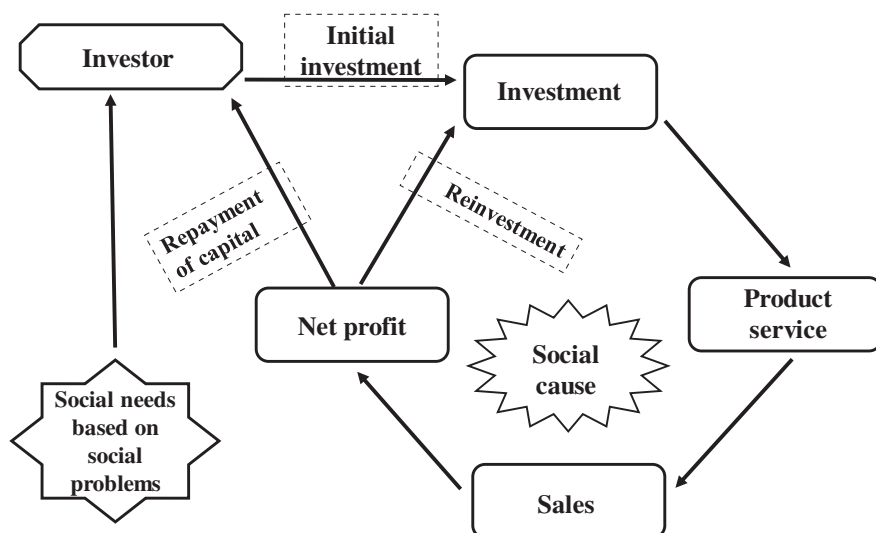 Investor
Initial
investment
Investment
Repayment
of capital
Reinvestment
Net profit
Social
cause
Product
service
Social needs
based on
social
problems
Sales